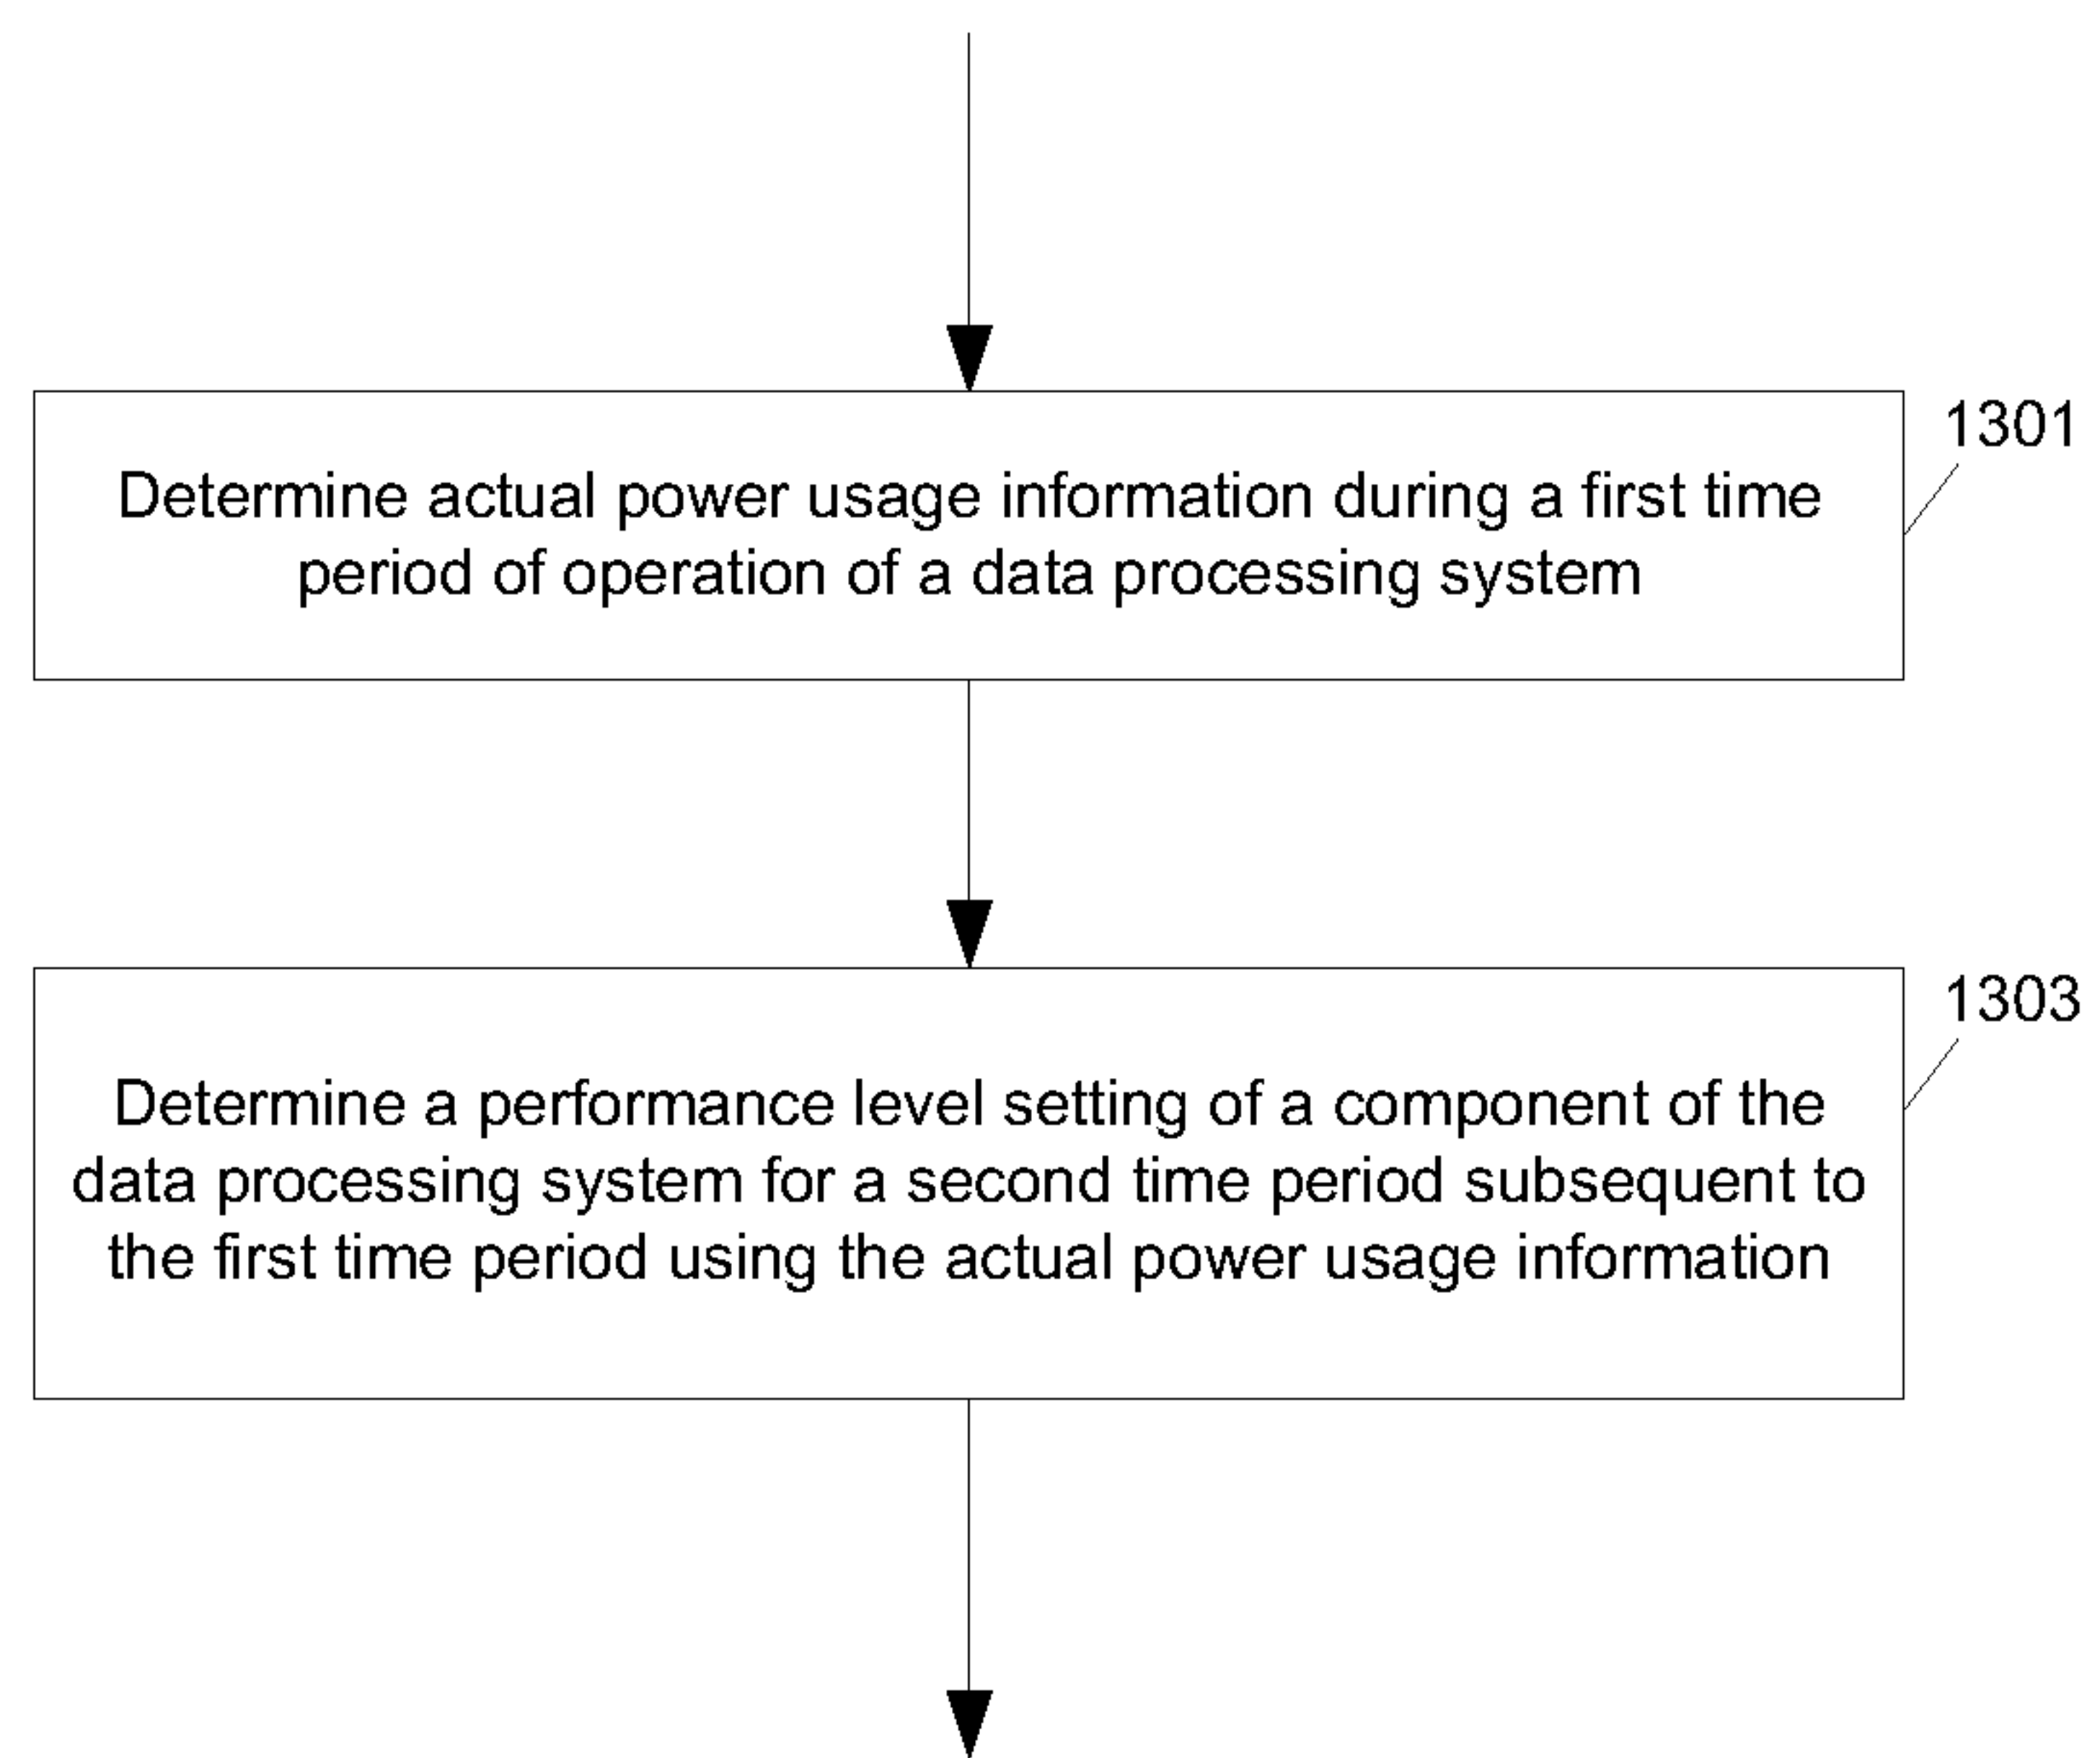 1301
Determine actual power usage information during a first time
period of operation of a data processing system
1303
Determine a performance level setting of a component of the
data processing system for a second time period subsequent to
the first time period using the actual power usage information